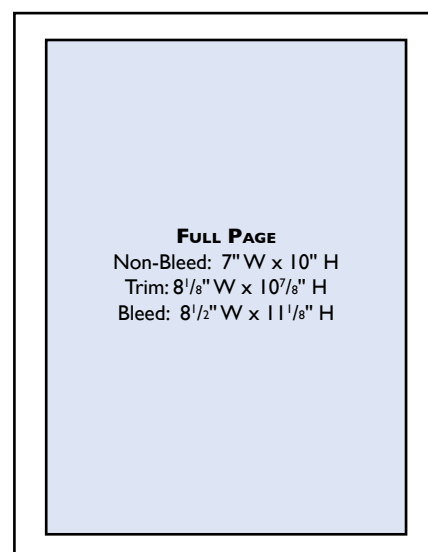 FULL PAGE
Non-Bleed: 7" W x 10" H
Trim: 8 1/8" W x 10 7/8" H
Bleed: 8 1/2" W x 11 1/8" H